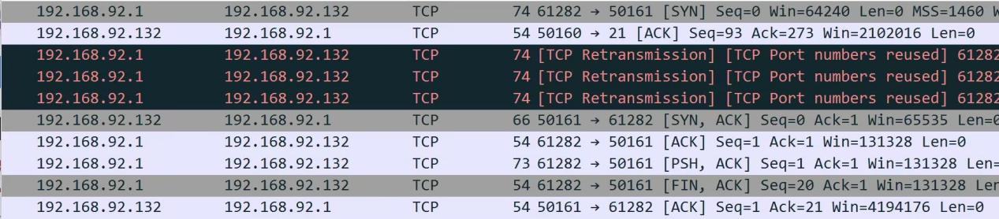 192.168.92.1 192.168.92.132 TCP 74 61282 → 50161 [SYN] Seq=0 Win=64240 Len=0 MSS=1460 W
192.168.92.132 192.168.92.1 TCP 54 50160 → 21 [ACK] Seq=93 Ack=273 Win=2102016 Len=0
192.168.92.1 192.168.92.132 TCP 74 [TCP Retransmission] [TCP Port numbers reused] 61282
192.168.92.1 192.168.92.132 TCP 74 [TCP Retransmission] [TCP Port numbers reused] 61282
192.168.92.1 192.168.92.132 TCP 74 [TCP Retransmission] [TCP Port numbers reused] 61282
192.168.92.132 192.168.92.1 TCP 66 50161 → 61282 [SYN, ACK] Seq=0 Ack=1 Win=65535 Len=0
192.168.92.1 192.168.92.132 TCP 54 61282 → 50161 [ACK] Seq=1 Ack=1 Win=131328 Len=0
192.168.92.1 192.168.92.132 TCP 73 61282 → 50161 [PSH, ACK] Seq=1 Ack=1 Win=131328 Len=
192.168.92.1 192.168.92.132 TCP 54 61282 → 50161 [FIN, ACK] Seq=20 Ack=1 Win=131328 Len
192.168.92.132 192.168.92.1 TCP 54 50161 → 61282 [ACK] Seq=1 Ack=21 Win=4194176 Len=0